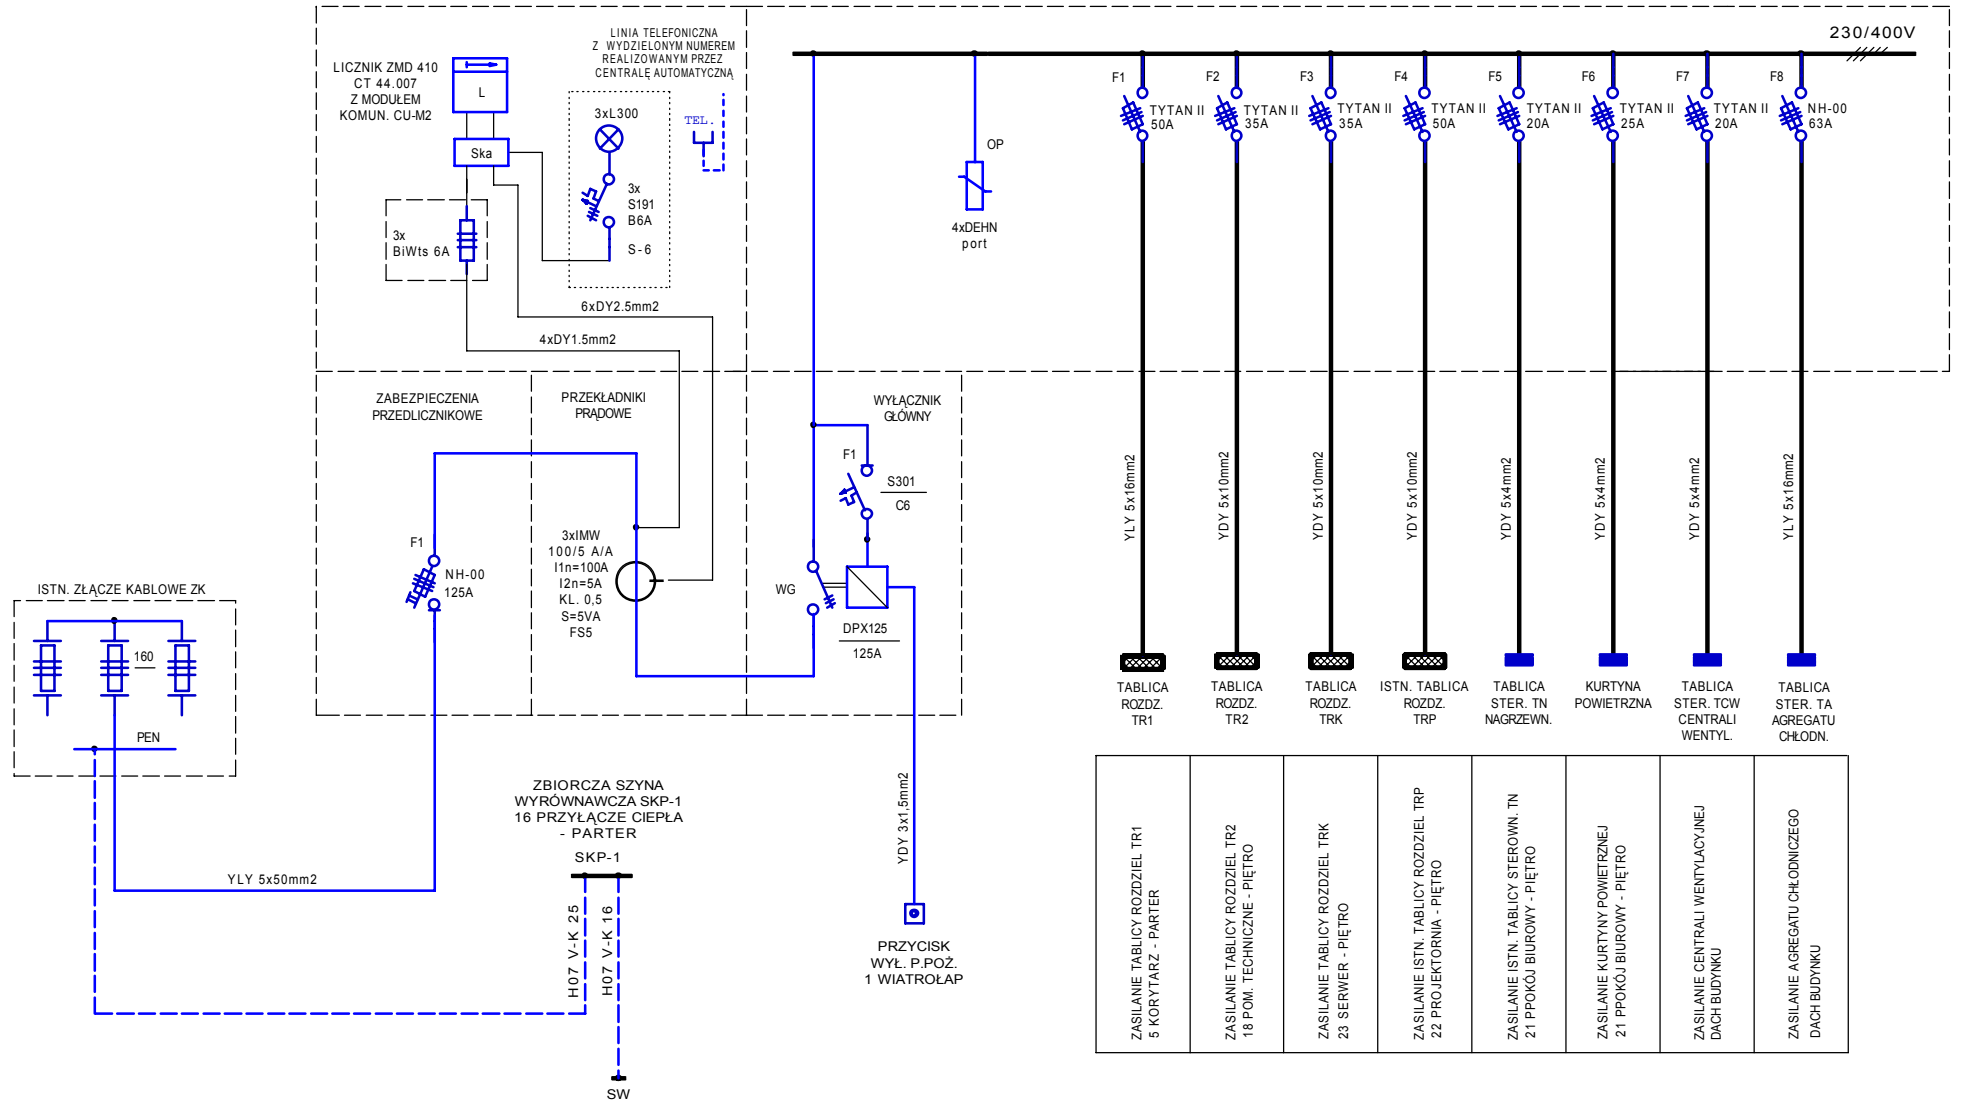 230/400V
LINIA TELEFONICZNA
Z WYDZIELONYM NUMEREM
REALIZOWANYM PRZEZ
CENTRALĘ AUTOMATYCZNĄ
LICZNIK ZMD 410
CT 44.007
Z MODUŁEM
KOMUN. CU-M2
L
Ska
3xL300
TEL.
3x
S191
B6A
S-6
3x
BiWts 6A
6xDY2.5mm2
4xDY1.5mm2
OP
4xDEHN
port
F1
TYTAN II
50A
F2
TYTAN II
35A
F3
TYTAN II
35A
F4
TYTAN II
50A
F5
TYTAN II
20A
F6
TYTAN II
25A
F7
TYTAN II
20A
F8
NH-00
63A
ZABEZPIECZENIA
PRZEDLICZNIKOWE
PRZEKŁADNIKI
PRĄDOWE
WYŁĄCZNIK
GŁÓWNY
F1
S301
C6
F1
NH-00
125A
3xIMW
100/5 A/A
I1n=100A
I2n=5A
KL. 0,5
S=5VA
FS5
WG
DPX125
125A
ISTN. ZŁĄCZE KABLOWE ZK
160
PEN
YLY 5x50mm2
ZBIORCZA SZYNA
WYRÓWNAWCZA SKP-1
16 PRZYŁĄCZE CIEPŁA
- PARTER
SKP-1
H07 V-K 25
H07 V-K 16
SW
YDY 3x1,5mm2
PRZYCISK
WYŁ. P.POŻ.
1 WIATROŁAP
YLY 5x16mm2
YDY 5x10mm2
YDY 5x10mm2
YDY 5x10mm2
YDY 5x4mm2
YDY 5x4mm2
YDY 5x4mm2
YLY 5x16mm2
TABLICA
ROZDZ.
TR1
TABLICA
ROZDZ.
TR2
TABLICA
ROZDZ.
TRK
ISTN. TABLICA
ROZDZ.
TRP
TABLICA
STER. TN
NAGRZEWN.
KURTYNA
POWIETRZNA
TABLICA
STER. TCW
CENTRALI
WENTYL.
TABLICA
STER. TA
AGREGATU
CHŁODN.
ZASILANIE TABLICY ROZDZIEL TR1
5 KORYTARZ - PARTER
ZASILANIE TABLICY ROZDZIEL TR2
18 POM. TECHNICZNE - PIĘTRO
ZASILANIE TABLICY ROZDZIEL TRK
23 SERWER - PIĘTRO
ZASILANIE ISTN. TABLICY ROZDZIEL TRP
22 PROJEKTORNIA - PIĘTRO
ZASILANIE ISTN. TABLICY STEROWN. TN
21 PPOKÓJ BIUROWY - PIĘTRO
ZASILANIE KURTYNY POWIETRZNEJ
21 PPOKÓJ BIUROWY - PIĘTRO
ZASILANIE CENTRALI WENTYLACYJNEJ
DACH BUDYNKU
ZASILANIE AGREGATU CHŁODNICZEGO
DACH BUDYNKU